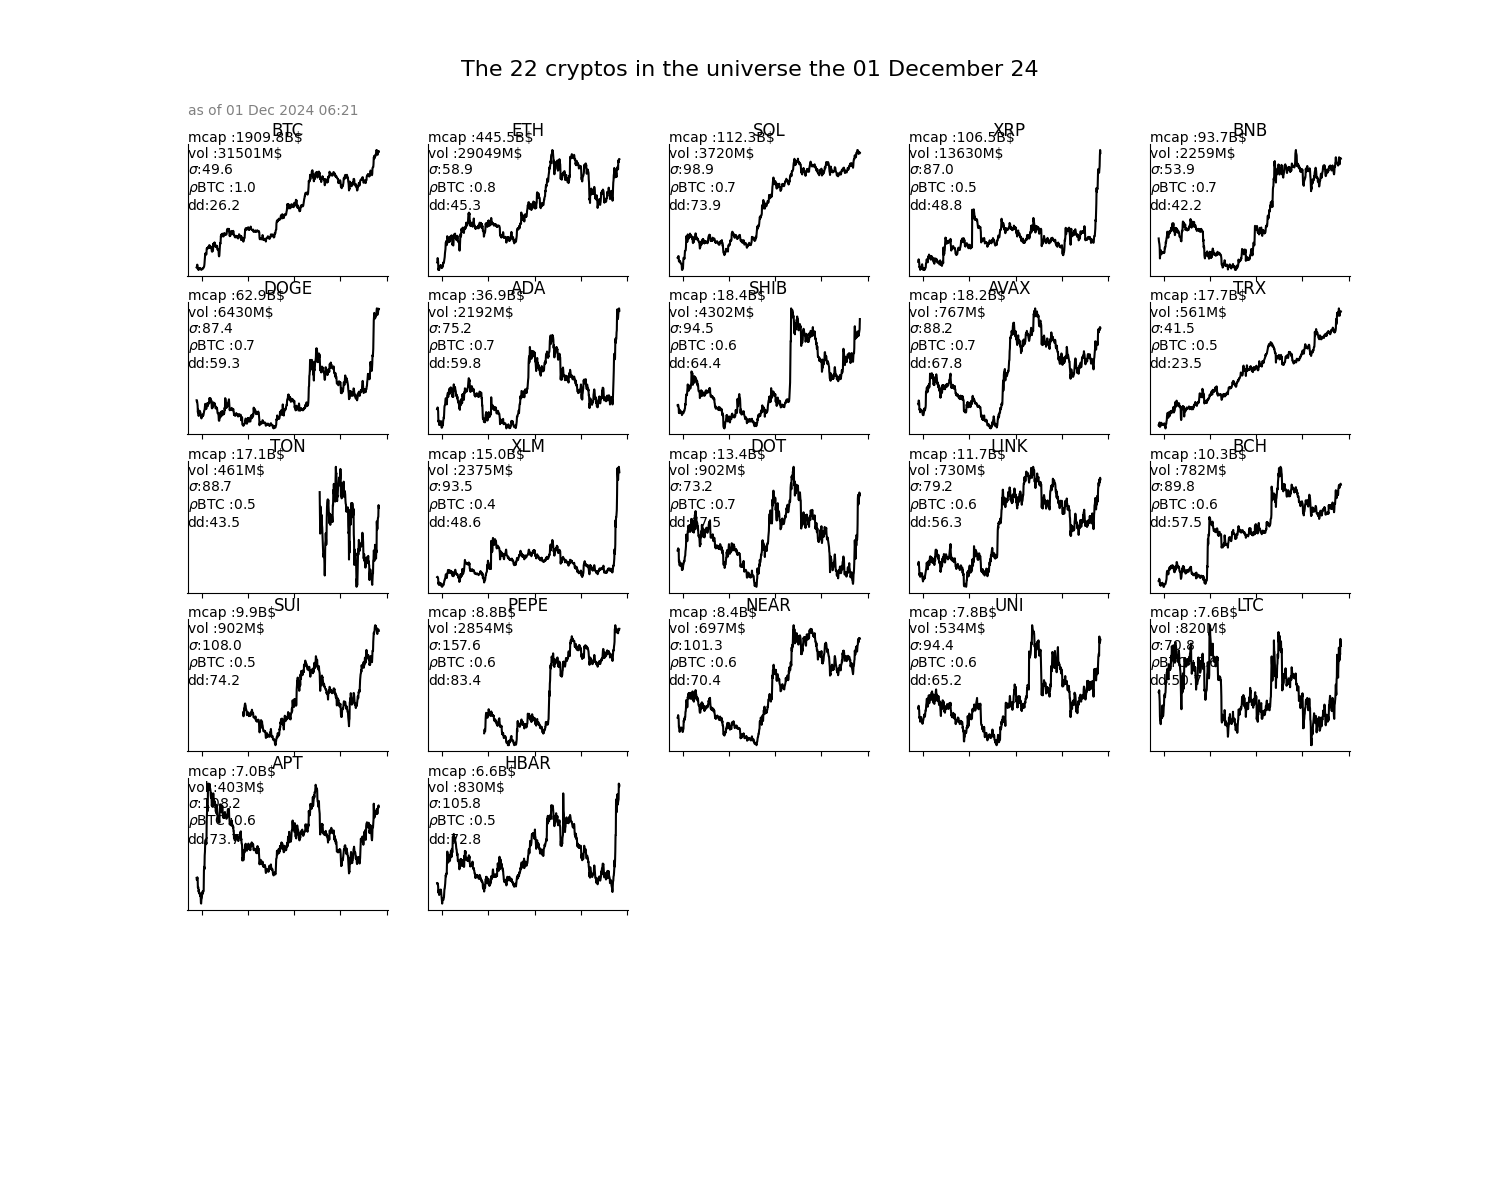 The 22 cryptos in the universe the 01 December 24
as of 01 Dec 2024 06:21
BTC
mcap :1909.8B$
vol :31501M$
σ:49.6
ρBTC :1.0
dd:26.2
ETH
mcap :445.5B$
vol :29049M$
σ:58.9
ρBTC :0.8
dd:45.3
SOL
mcap :112.3B$
vol :3720M$
σ:98.9
ρBTC :0.7
dd:73.9
XRP
mcap :106.5B$
vol :13630M$
σ:87.0
ρBTC :0.5
dd:48.8
BNB
mcap :93.7B$
vol :2259M$
σ:53.9
ρBTC :0.7
dd:42.2
DOGE
mcap :62.9B$
vol :6430M$
σ:87.4
ρBTC :0.7
dd:59.3
ADA
mcap :36.9B$
vol :2192M$
σ:75.2
ρBTC :0.7
dd:59.8
SHIB
mcap :18.4B$
vol :4302M$
σ:94.5
ρBTC :0.6
dd:64.4
AVAX
mcap :18.2B$
vol :767M$
σ:88.2
ρBTC :0.7
dd:67.8
TRX
mcap :17.7B$
vol :561M$
σ:41.5
ρBTC :0.5
dd:23.5
TON
mcap :17.1B$
vol :461M$
σ:88.7
ρBTC :0.5
dd:43.5
XLM
mcap :15.0B$
vol :2375M$
σ:93.5
ρBTC :0.4
dd:48.6
DOT
mcap :13.4B$
vol :902M$
σ:73.2
ρBTC :0.7
LINK
mcap :11.7B$
vol :730M$
σ:79.2
ρBTC :0.6
dd:56.3
BCH
mcap :10.3B$
vol :782M$
σ:89.8
ρBTC :0.6
dd:57.5
SUI
mcap :9.9B$
vol :902M$
σ:108.0
ρBTC :0.5
dd:74.2
PEPE
mcap :8.8B$
vol :2854M$
σ:157.6
ρBTC :0.6
dd:83.4
NEAR
mcap :8.4B$
vol :697M$
σ:101.3
ρBTC :0.6
dd:70.4
UNI
mcap :7.8B$
vol :534M$
σ:94.4
ρBTC :0.6
dd:65.2
LTC
mcap :7.6B$
vol :820M$
σ:70.8
APT
mcap :7.0B$
vol :403M$
σ:108.2
ρBTC :0.6
HBAR
mcap :6.6B$
vol :830M$
σ:105.8
ρBTC :0.5
dd:72.8